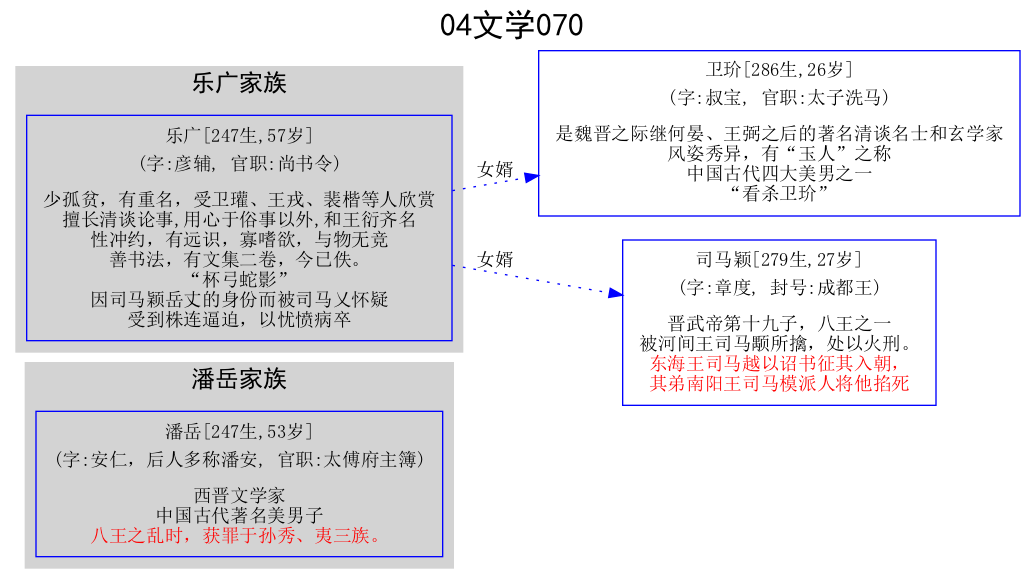 04文学070
乐广家族
乐广[247生,57岁]
(字:彦辅, 官职:尚书令)
少孤贫，有重名，受卫瓘、王戎、裴楷等人欣赏
擅长清谈论事,用心于俗事以外,和王衍齐名
性冲约，有远识，寡嗜欲，与物无竞
善书法，有文集二卷，今已佚。
“杯弓蛇影”
因司马颖岳丈的身份而被司马乂怀疑
受到株连逼迫，以忧愤病卒
女婿
卫玠[286生,26岁]
(字:叔宝, 官职:太子洗马)
是魏晋之际继何晏、王弼之后的著名清谈名士和玄学家
风姿秀异，有“玉人”之称
中国古代四大美男之一
“看杀卫玠”
女婿
司马颖[279生,27岁]
(字:章度, 封号:成都王)
晋武帝第十九子，八王之一
被河间王司马颙所擒，处以火刑。
东海王司马越以诏书征其入朝，
其弟南阳王司马模派人将他掐死
潘岳家族
潘岳[247生,53岁]
(字:安仁，后人多称潘安, 官职:太傅府主簿)
西晋文学家
中国古代著名美男子
八王之乱时，获罪于孙秀、夷三族。